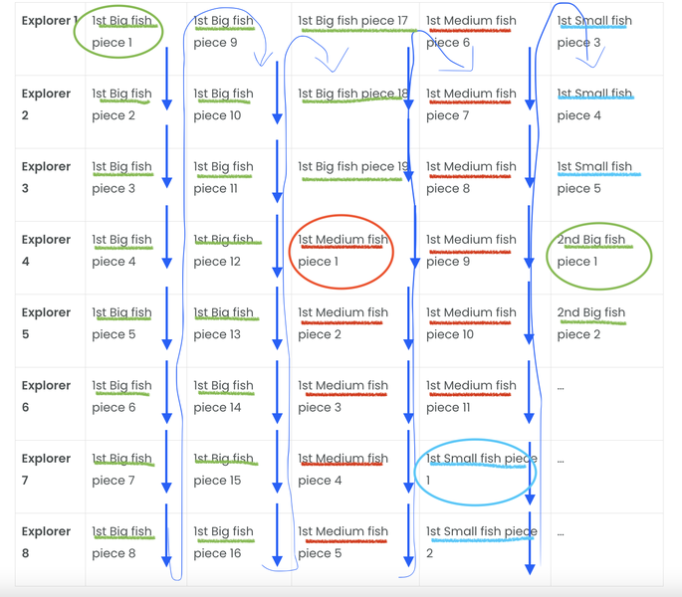 Explorer 1 1st Big fish 1st Big fish 1st Big fish piece 17 1st Medium fish 1st Small fish
piece 1 piece 9 piece 6 piece 3
Explorer 1st Big fish 1st Big fish 1st Big fish piece 18 1st Medium fish 1st Small fish
2 piece 2 piece 10 piece 7 piece 4
Explorer 1st Big fish 1st Big fish 1st Big fish piece 19 1st Medium fish 1st Small fish
3 piece 3 piece 11 piece 8 piece 5
Explorer 1st Big fish 1st Big fish 1st Medium fish 1st Medium fish 2nd Big fish
4 piece 4 piece 12 piece 1 piece 9 piece 1
Explorer 1st Big fish 1st Big fish 1st Medium fish 1st Medium fish 2nd Big fish
5 piece 5 piece 13 piece 2 piece 10 piece 2
Explorer 1st Big fish 1st Big fish 1st Medium fish 1st Medium fish ...
6 piece 6 piece 14 piece 3 piece 11
Explorer 1st Big fish 1st Big fish 1st Medium fish 1st Small fish piece ...
7 piece 7 piece 15 piece 4 1
Explorer 1st Big fish 1st Big fish 1st Medium fish 1st Small fish piece ...
8 piece 8 piece 16 piece 5 2